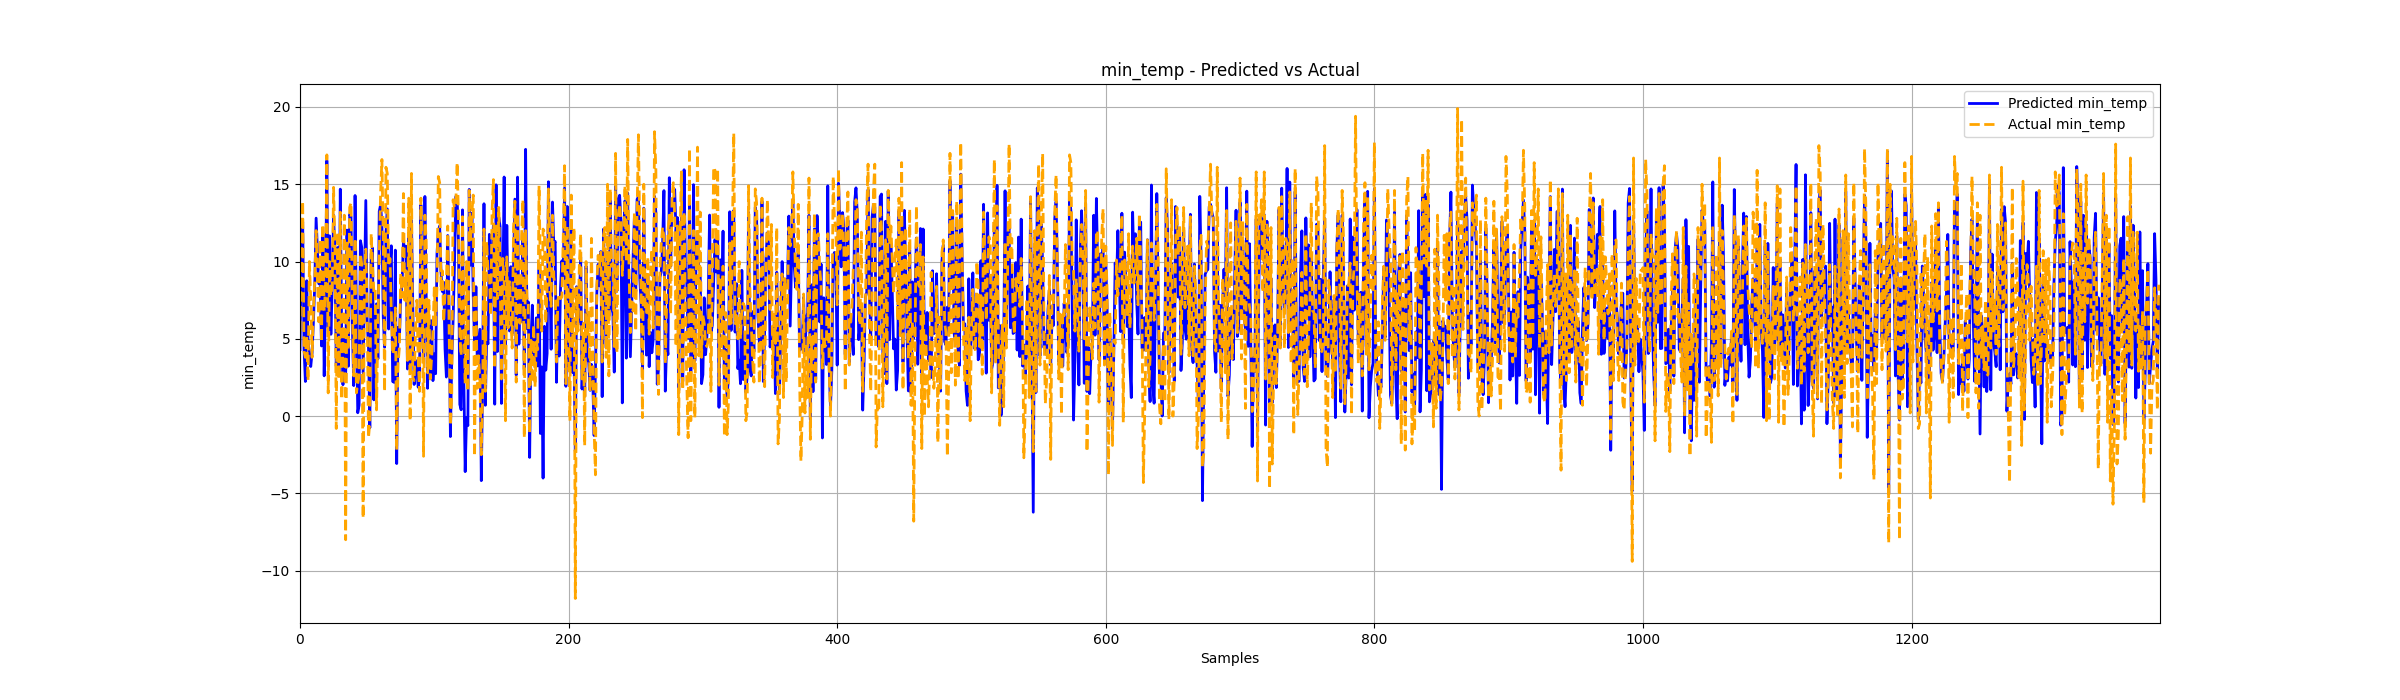 min_temp - Predicted vs Actual
Predicted min_temp
Actual min_temp
min_temp
20
15
10
5
0
−5
−10
0
200
400
600
800
1000
1200
Samples